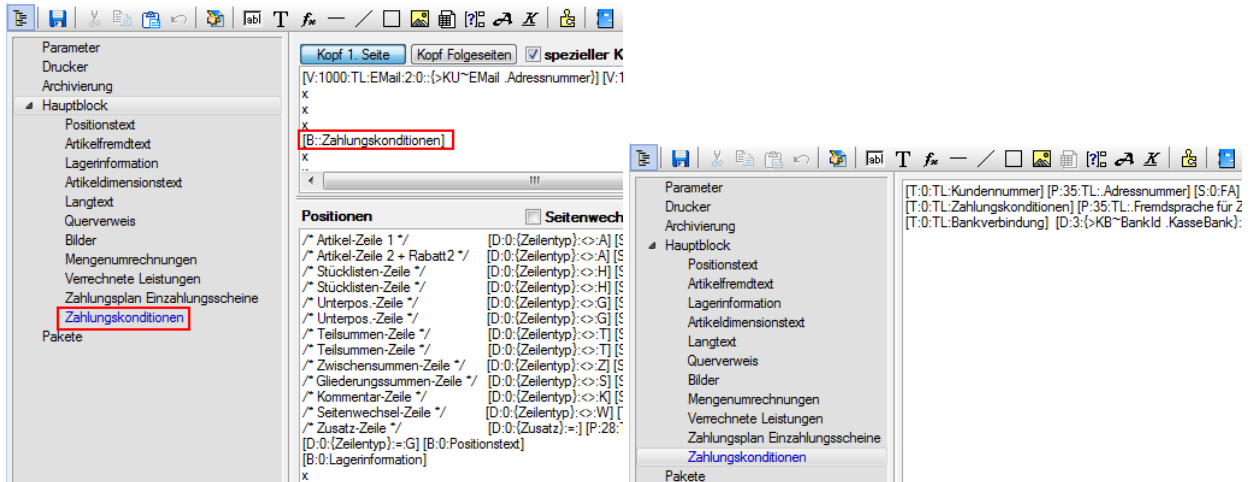 Parameter
Drucker
Archivierung
Hauptblock
Positionstext
Artikelfremdtext
Lagerinformation
Artikeldimensionstext
Langtext
Querverweis
Bilder
Mengenumrechnungen
Verrechnete Leistungen
Zahlungsplan Einzahlungsscheine
Zahlungskonditionen
Pakete
Kopf 1. Seite Kopf Folgeseiten spezieller K
[V:1000:TL:EMail:2:0::{>KU~EMail .Adressnummer}] [V:1
x
x
x
[B::Zahlungskonditionen]
x
Positionen Seitenwech
/* Artikel-Zeile 1 */ [D:0:{Zeilentyp}:<>:A] [S
/* Artikel-Zeile 2 + Rabatt2 */ [D:0:{Zeilentyp}:<>:A] [S
/* Stücklisten-Zeile */ [D:0:{Zeilentyp}:<>:H] [S
/* Stücklisten-Zeile */ [D:0:{Zeilentyp}:<>:H] [S
/* Unterpos.-Zeile */ [D:0:{Zeilentyp}:<>:G] [S
/* Unterpos.-Zeile */ [D:0:{Zeilentyp}:<>:G] [S
/* Teilsummen-Zeile */ [D:0:{Zeilentyp}:<>:T] [S
/* Teilsummen-Zeile */ [D:0:{Zeilentyp}:<>:T] [S
/* Zwischensummen-Zeile */ [D:0:{Zeilentyp}:<>:Z] [S
/* Gliederungssummen-Zeile */ [D:0:{Zeilentyp}:<>:S] [S
/* Kommentar-Zeile */ [D:0:{Zeilentyp}:<>:K] [S
/* Seitenwechsel-Zeile */ [D:0:{Zeilentyp}:<>:W] [
/* Zusatz-Zeile */ [D:0:{Zusatz}:=:] [P:28:
[D:0:{Zeilentyp}:=:G] [B:0:Positionstext]
[B:0:Lagerinformation]
x
Parameter
Drucker
Archivierung
Hauptblock
Positionstext
Artikelfremdtext
Lagerinformation
Artikeldimensionstext
Langtext
Querverweis
Bilder
Mengenumrechnungen
Verrechnete Leistungen
Zahlungsplan Einzahlungsscheine
Zahlungskonditionen
Pakete
[T:0:TL:Kundennummer] [P:35:TL:.Adressnummer] [S:0:FA]
[T:0:TL:Zahlungskonditionen] [P:35:TL:.Fremdsprache für Z
[T:0:TL:Bankverbindung] [D:3:{>KB~BankId .KasseBank}: